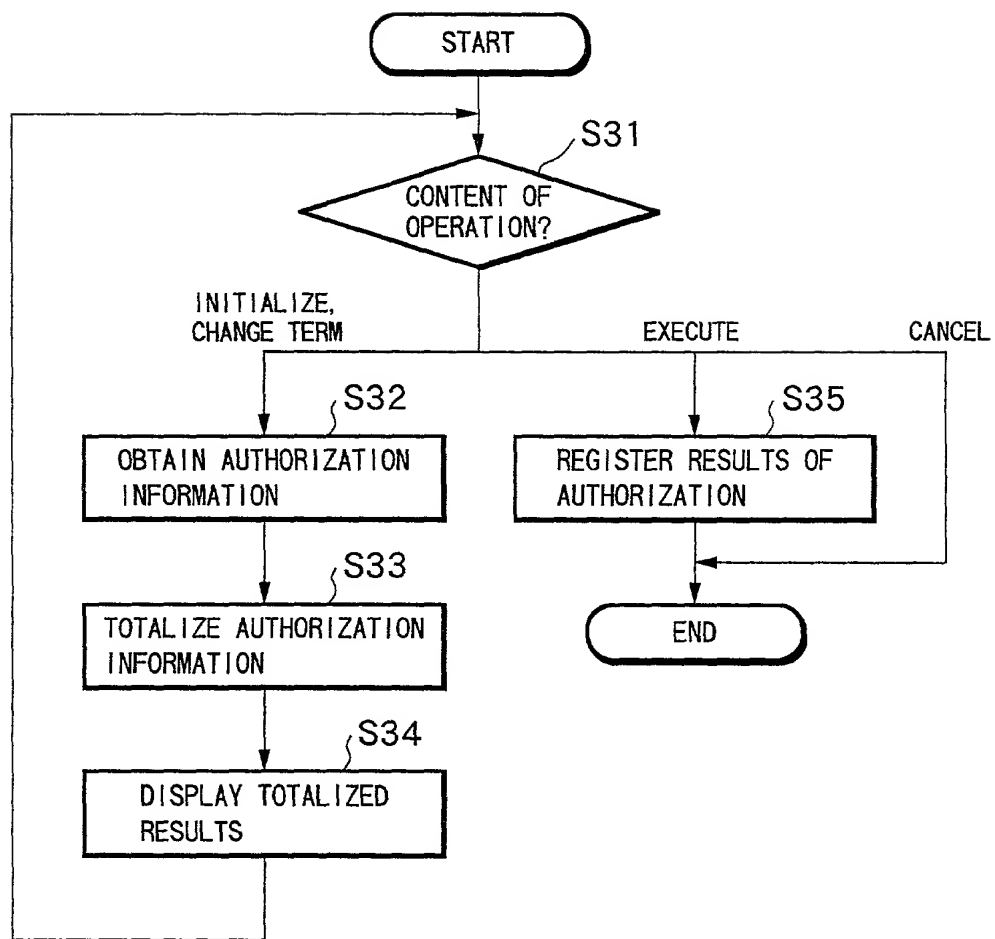 START
S31
CONTENT OF
OPERATION?
INITIALIZE,
CHANGE TERM
EXECUTE
CANCEL
S32
OBTAIN AUTHORIZATION
INFORMATION
S35
REGISTER RESULTS OF
AUTHORIZATION
S33
TOTALIZE AUTHORIZATION
INFORMATION
END
S34
DISPLAY TOTALIZED
RESULTS